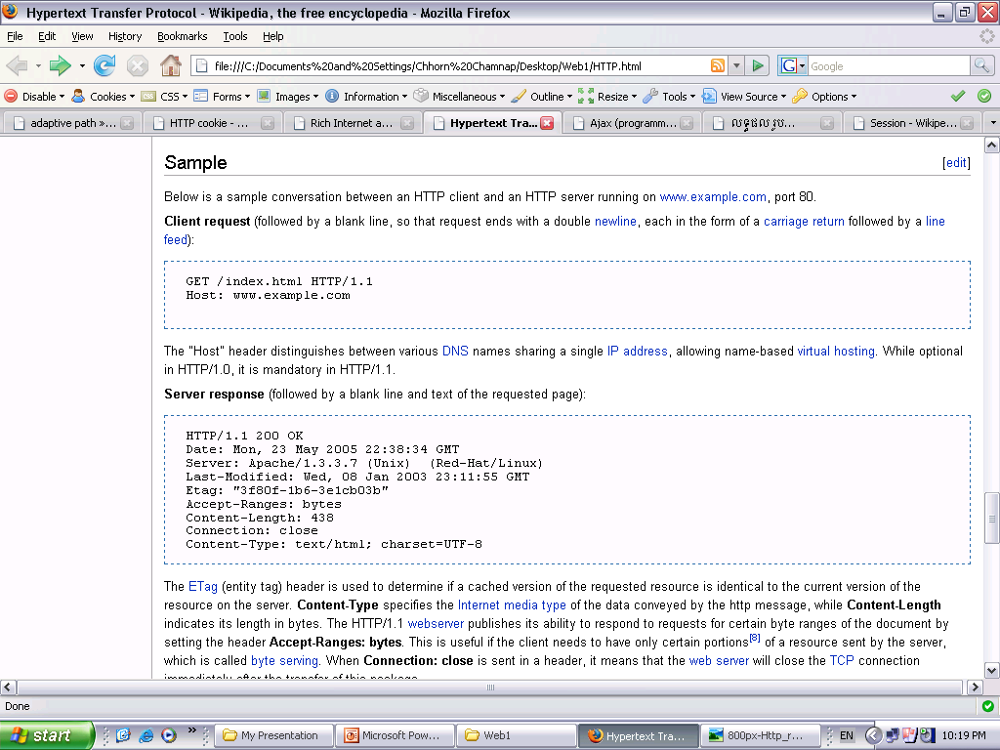 Hypertext Transfer Protocol - Wikipedia, the free encyclopedia - Mozilla Firefox
File Edit View History Bookmarks Tools Help
file:///C:/Documents%20and%20Settings/Chhorn%20Chamnap/Desktop/Web1/HTTP.html
G Google
Disable Cookies CSS Forms Images Information Miscellaneous Outline Resize Tools View Source Options
adaptive path »... HTTP cookie - ... Rich Internet a... Hypertext Tra... Ajax (programm... Session - Wikipe...
Sample [edit]
Below is a sample conversation between an HTTP client and an HTTP server running on www.example.com, port 80.
Client request (followed by a blank line, so that request ends with a double newline, each in the form of a carriage return followed by a line
feed):
GET /index.html HTTP/1.1
Host: www.example.com
The "Host" header distinguishes between various DNS names sharing a single IP address, allowing name-based virtual hosting. While optional
in HTTP/1.0, it is mandatory in HTTP/1.1.
Server response (followed by a blank line and text of the requested page):
HTTP/1.1 200 OK
Date: Mon, 23 May 2005 22:38:34 GMT
Server: Apache/1.3.3.7 (Unix)  (Red-Hat/Linux)
Last-Modified: Wed, 08 Jan 2003 23:11:55 GMT
Etag: "3f80f-1b6-3e1cb03b"
Accept-Ranges: bytes
Content-Length: 438
Connection: close
Content-Type: text/html; charset=UTF-8
The ETag (entity tag) header is used to determine if a cached version of the requested resource is identical to the current version of the
resource on the server. Content-Type specifies the Internet media type of the data conveyed by the http message, while Content-Length
indicates its length in bytes. The HTTP/1.1 webserver publishes its ability to respond to requests for certain byte ranges of the document by
setting the header Accept-Ranges: bytes. This is useful if the client needs to have only certain portions[8] of a resource sent by the server,
which is called byte serving. When Connection: close is sent in a header, it means that the web server will close the TCP connection
immediately after the transfer of this package.
Done
start » My Presentation Microsoft Pow... Web1 Hypertext Tra... 800px-Http_r... EN 10:19 PM